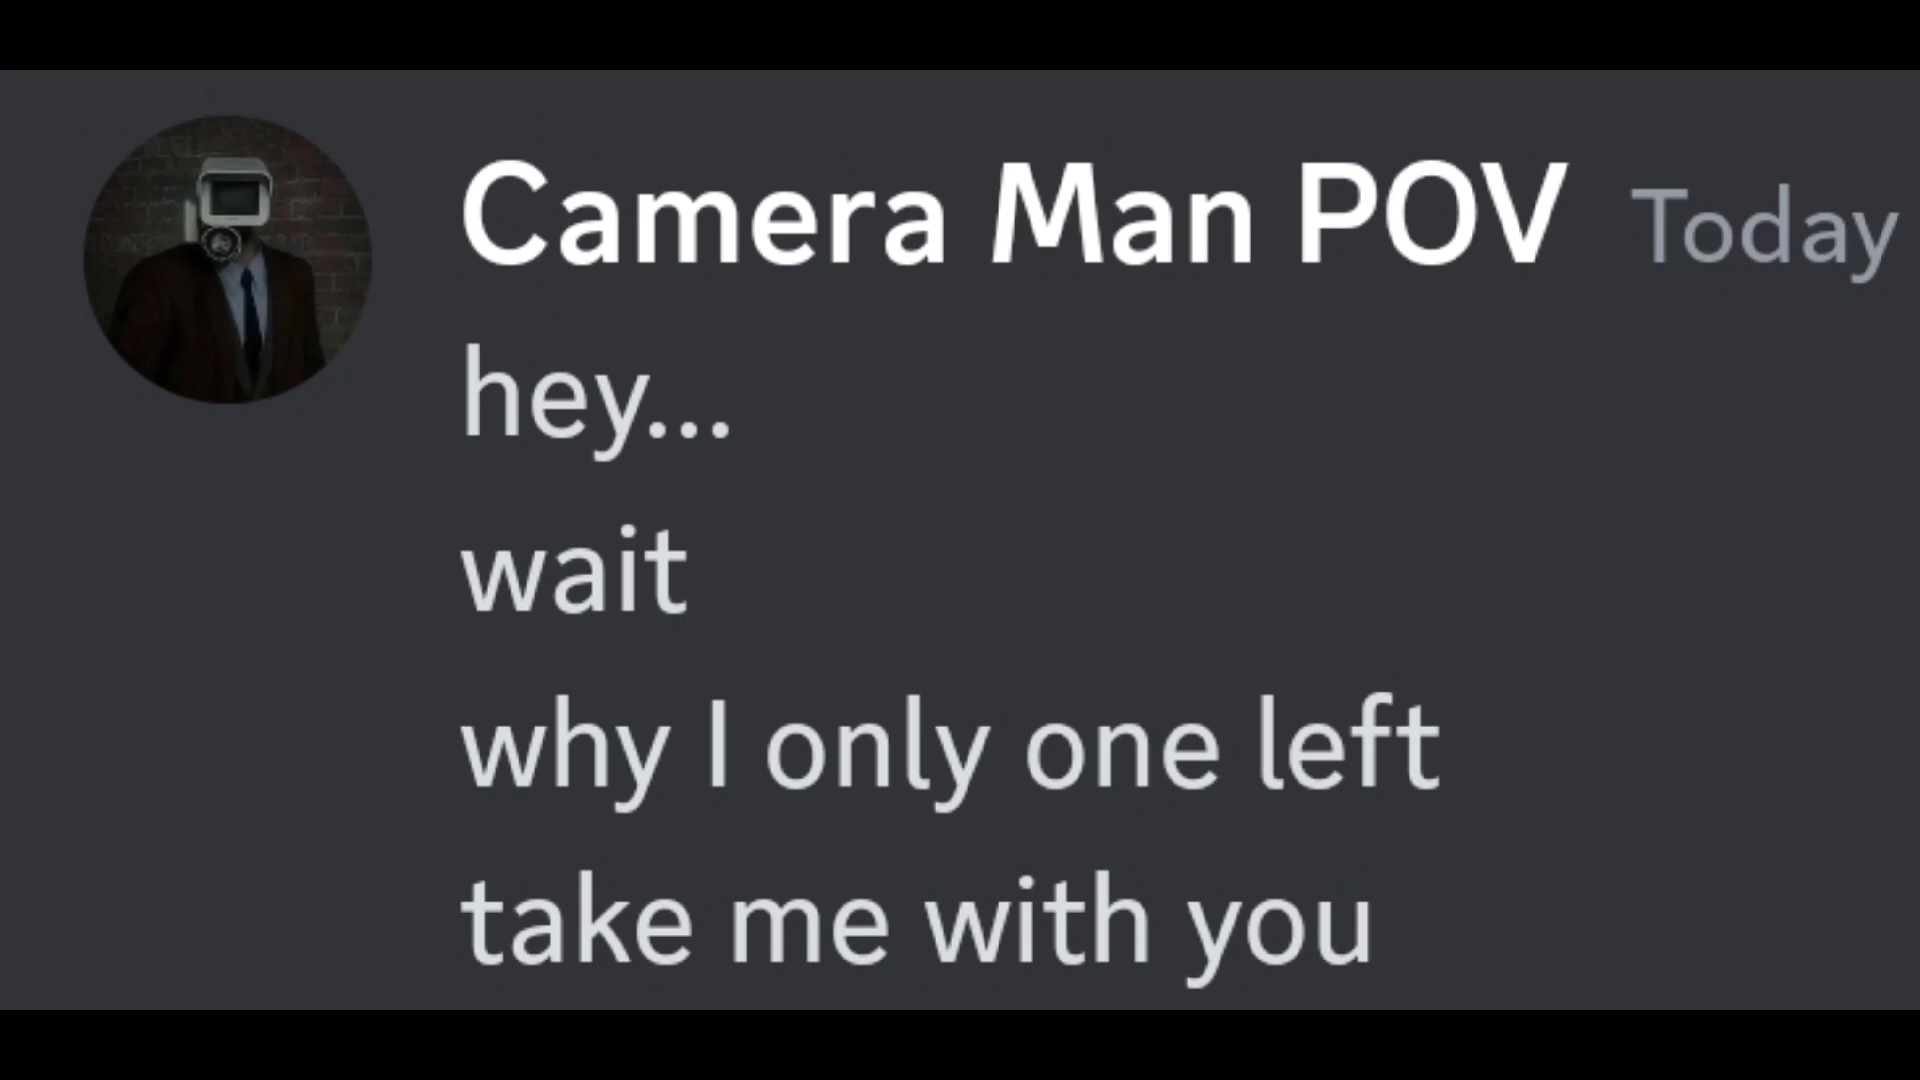 Camera Man POV Today
hey...
wait
why I only one left
take me with you